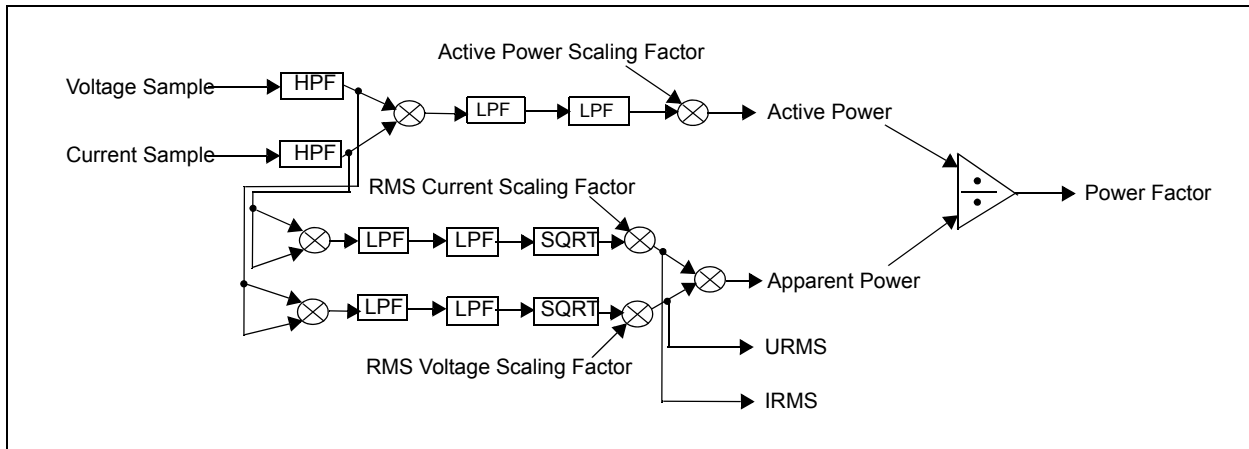 Active Power Scaling Factor
Voltage Sample
HPF
LPF
LPF
Active Power
Current Sample
HPF
RMS Current Scaling Factor
Power Factor
LPF
LPF
SQRT
Apparent Power
LPF
LPF
SQRT
URMS
RMS Voltage Scaling Factor
IRMS